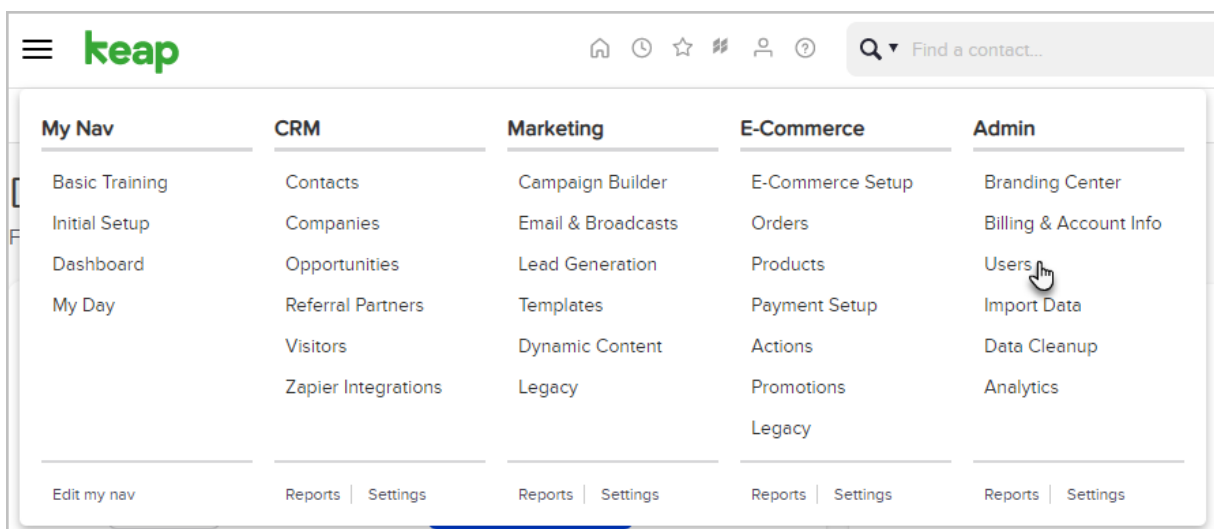 keap
Find a contact...
My Nav
Basic Training
Initial Setup
Dashboard
My Day
Edit my nav
CRM
Contacts
Companies
Opportunities
Referral Partners
Visitors
Zapier Integrations
Reports Settings
Marketing
Campaign Builder
Email & Broadcasts
Lead Generation
Templates
Dynamic Content
Legacy
Reports Settings
E-Commerce
E-Commerce Setup
Orders
Products
Payment Setup
Actions
Promotions
Legacy
Reports Settings
Admin
Branding Center
Billing & Account Info
Users
Import Data
Data Cleanup
Analytics
Reports Settings